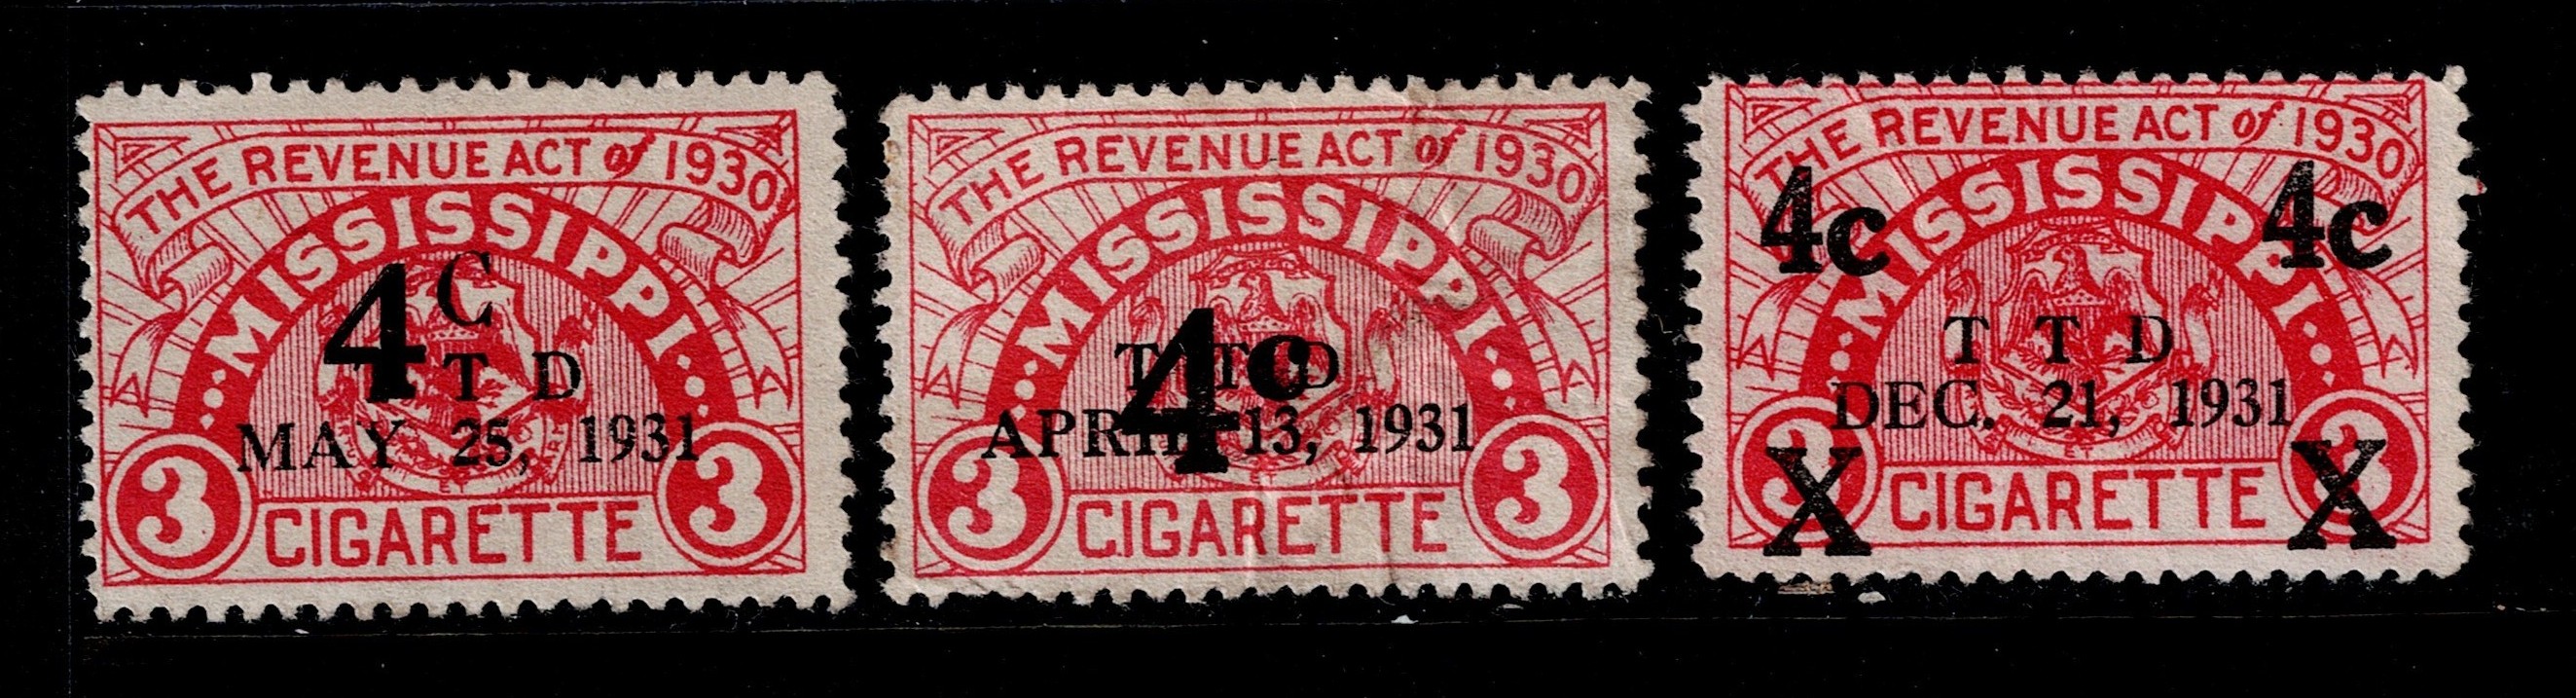 THE REVENUE ACT of 1930
MISSISSIPPI
4C
T T D
MAY 25, 1931
3 CIGARETTE 3
THE REVENUE ACT of 1930
MISSISSIPPI
4c
T T D
APRIL 13, 1931
3 CIGARETTE 3
THE REVENUE ACT of 1930
4c 4c
MISSISSIPPI
T T D
DEC. 21, 1931
3 CIGARETTE 3
X X